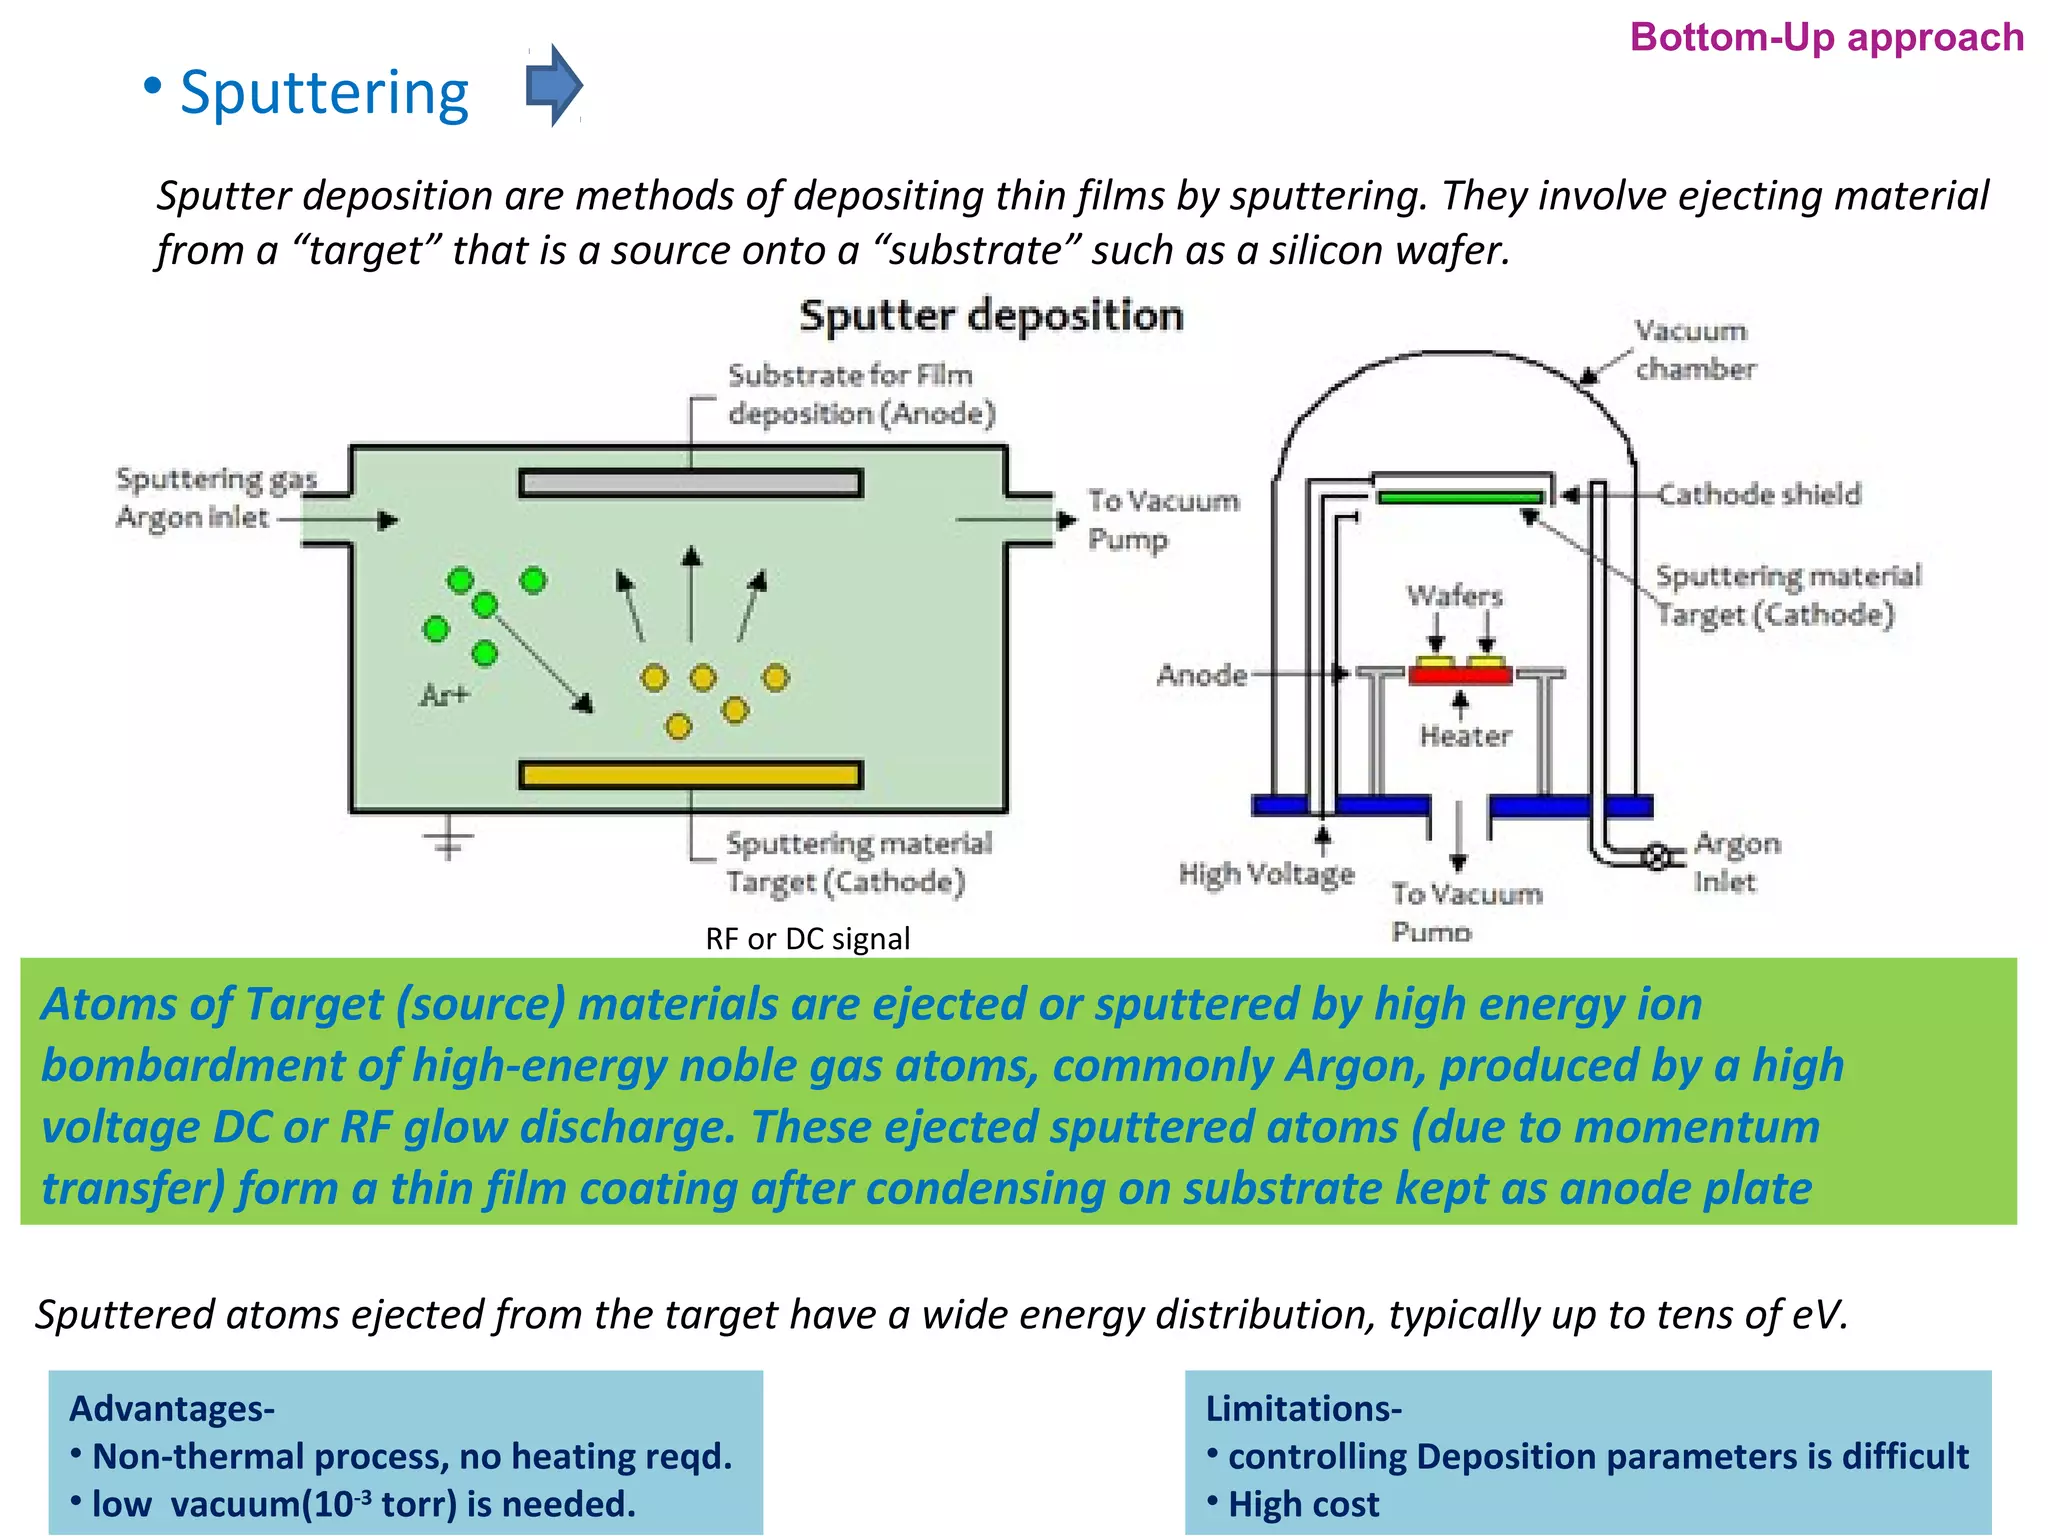 Bottom-Up approach
• Sputtering
Sputter deposition are methods of depositing thin films by sputtering. They involve ejecting material
from a “target” that is a source onto a “substrate” such as a silicon wafer.
Sputter deposition
Substrate for Film
deposition (Anode)
Sputtering gas
Argon inlet
To Vacuum
Pump
Ar+
Sputtering material
Target (Cathode)
RF or DC signal
Vacuum
chamber
Cathode shield
Sputtering material
Target (Cathode)
Wafers
Anode
Heater
High Voltage
To Vacuum
Pump
Argon
Inlet
Atoms of Target (source) materials are ejected or sputtered by high energy ion
bombardment of high-energy noble gas atoms, commonly Argon, produced by a high
voltage DC or RF glow discharge. These ejected sputtered atoms (due to momentum
transfer) form a thin film coating after condensing on substrate kept as anode plate
Sputtered atoms ejected from the target have a wide energy distribution, typically up to tens of eV.
Advantages-
• Non-thermal process, no heating reqd.
• low vacuum(10⁻³ torr) is needed.
Limitations-
• controlling Deposition parameters is difficult
• High cost